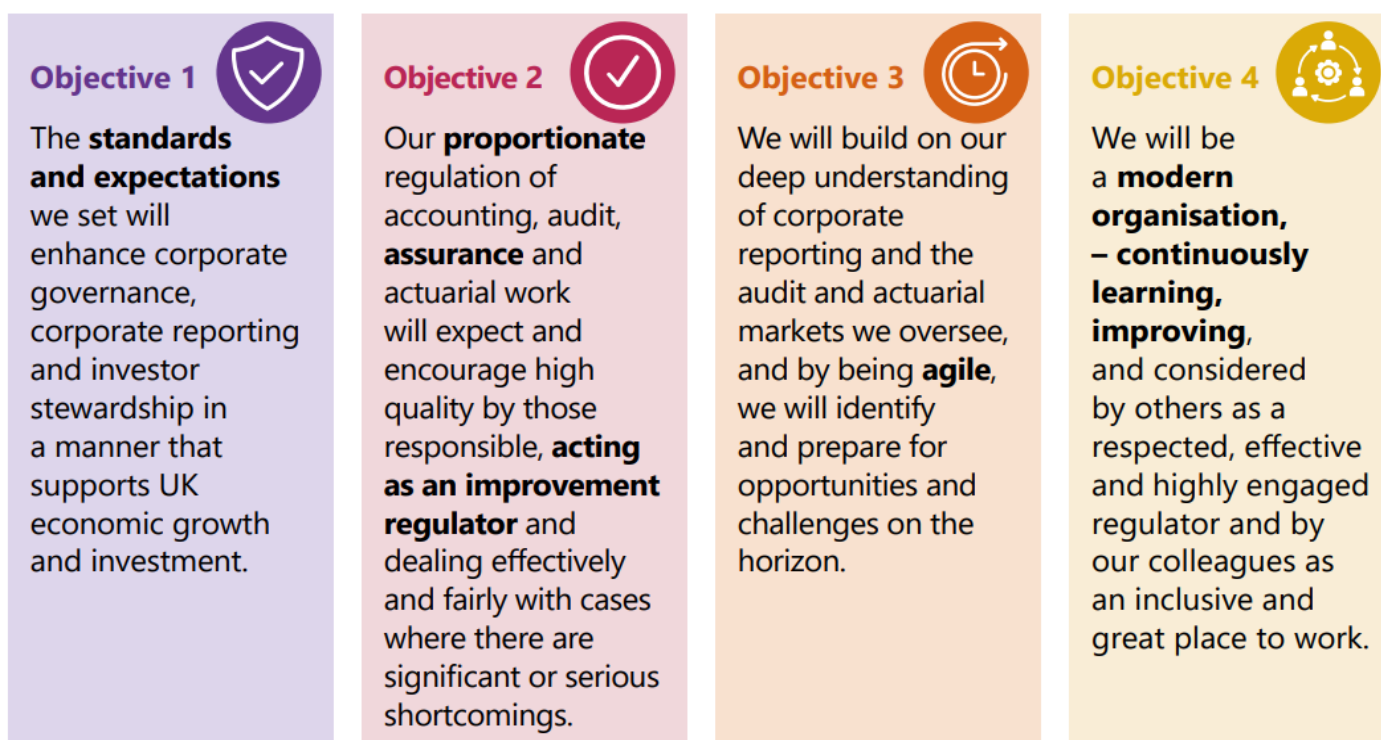 Objective 1
The standards
and expectations
we set will
enhance corporate
governance,
corporate reporting
and investor
stewardship in
a manner that
supports UK
economic growth
and investment.
Objective 2
Our proportionate
regulation of
accounting, audit,
assurance and
actuarial work
will expect and
encourage high
quality by those
responsible, acting
as an improvement
regulator and
dealing effectively
and fairly with cases
where there are
significant or serious
shortcomings.
Objective 3
We will build on our
deep understanding
of corporate
reporting and the
audit and actuarial
markets we oversee,
and by being agile,
we will identify
and prepare for
opportunities and
challenges on the
horizon.
Objective 4
We will be
a modern
organisation,
– continuously
learning,
improving,
and considered
by others as a
respected, effective
and highly engaged
regulator and by
our colleagues as
an inclusive and
great place to work.